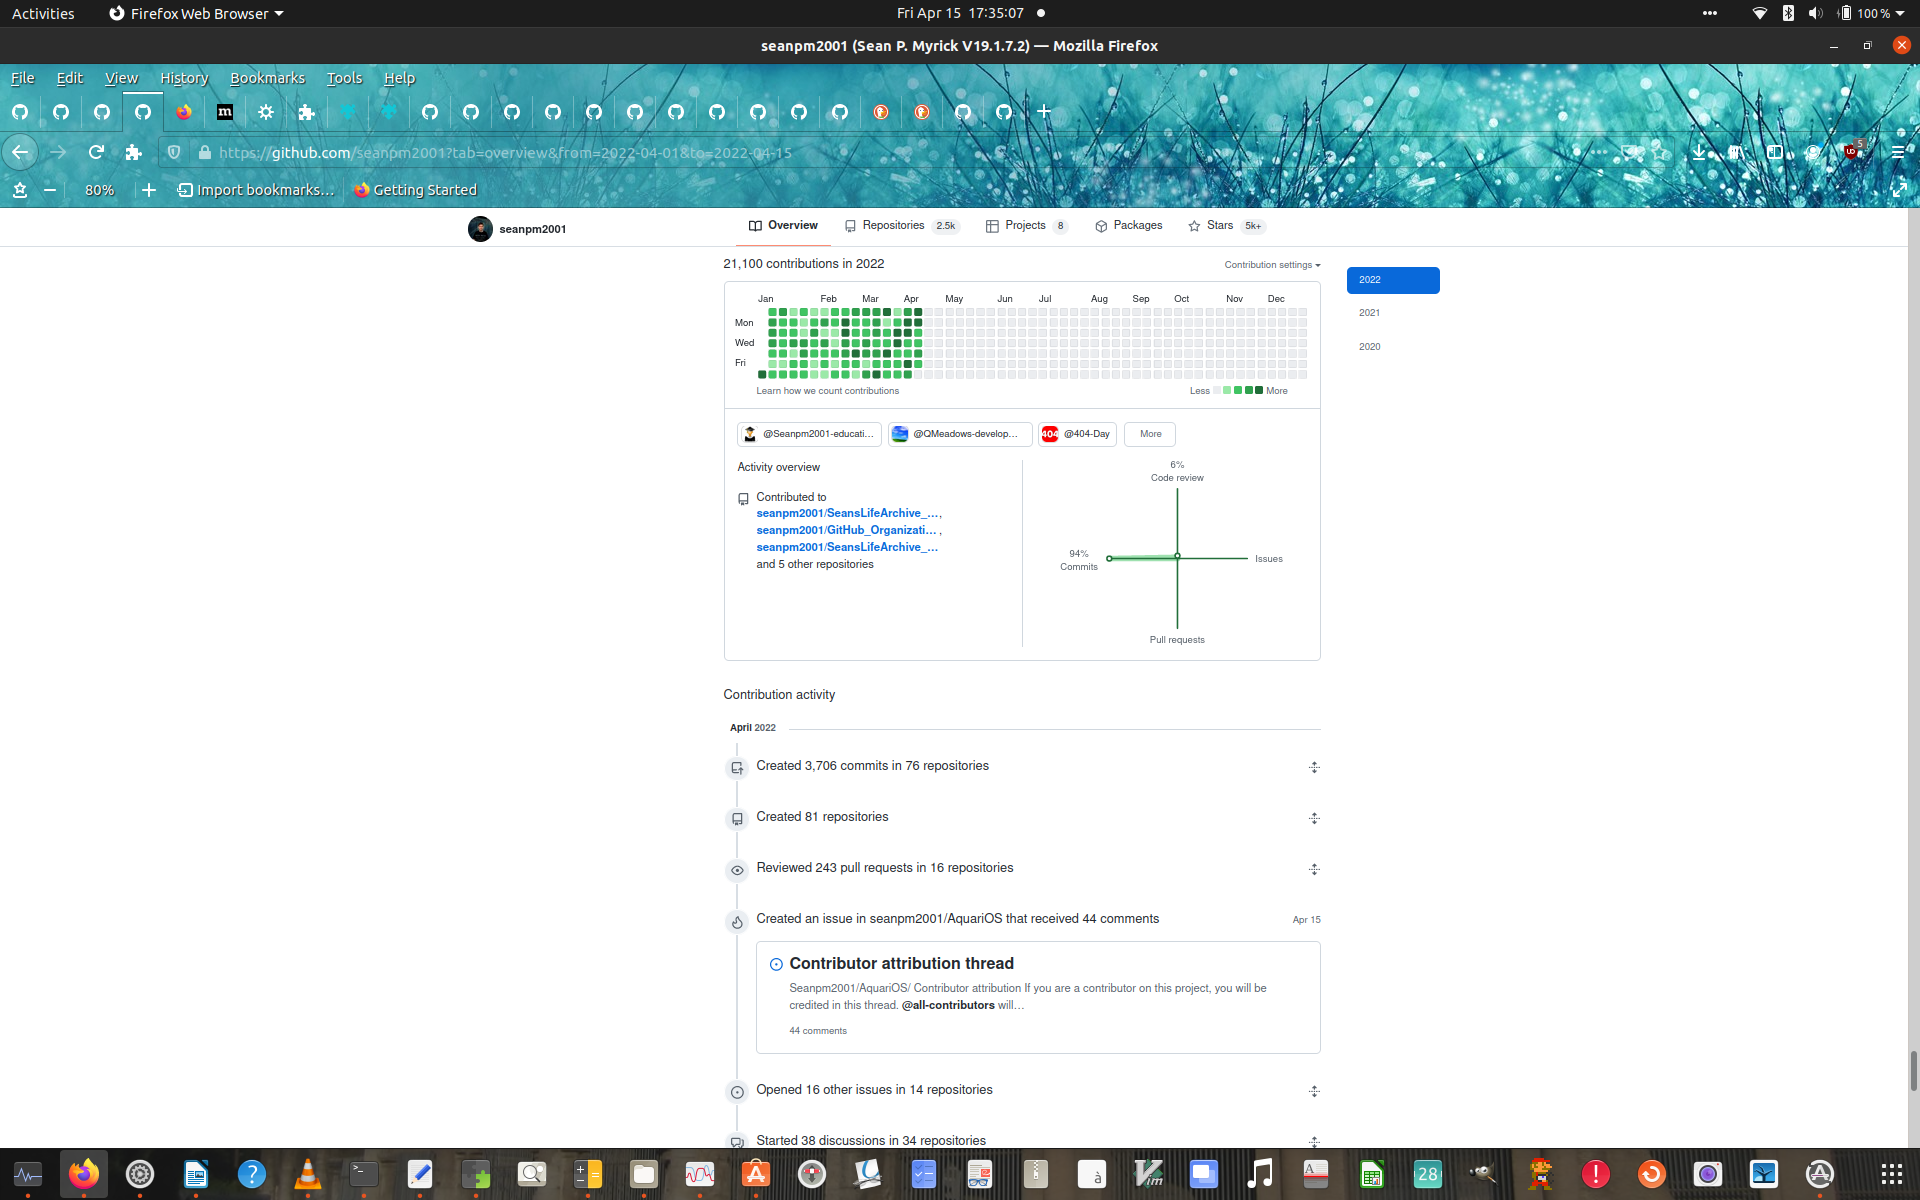 Activities Firefox Web Browser Fri Apr 15 17:35:07 100 %
seanpm2001 (Sean P. Myrick V19.1.7.2) — Mozilla Firefox
File Edit View History Bookmarks Tools Help
m
https://github.com/seanpm2001?tab=overview&from=2022-04-01&to=2022-04-15 5
80% Import bookmarks... Getting Started
seanpm2001 Overview Repositories 2.5k Projects 8 Packages Stars 5k+
21,100 contributions in 2022 Contribution settings
2022
2021
2020
Jan Feb Mar Apr May Jun Jul Aug Sep Oct Nov Dec
Mon
Wed
Fri
Learn how we count contributions Less More
@Seanpm2001-educati... @QMeadows-develop... 404 @404-Day More
Activity overview
Contributed to
seanpm2001/SeansLifeArchive_...,
seanpm2001/GitHub_Organizati... ,
seanpm2001/SeansLifeArchive_...
and 5 other repositories
6%
Code review
94%
Commits
Issues
Pull requests
Contribution activity
April 2022
Created 3,706 commits in 76 repositories
Created 81 repositories
Reviewed 243 pull requests in 16 repositories
Created an issue in seanpm2001/AquariOS that received 44 comments Apr 15
Contributor attribution thread
Seanpm2001/AquariOS/ Contributor attribution If you are a contributor on this project, you will be
credited in this thread. @all-contributors will...
44 comments
Opened 16 other issues in 14 repositories
Started 38 discussions in 34 repositories
28